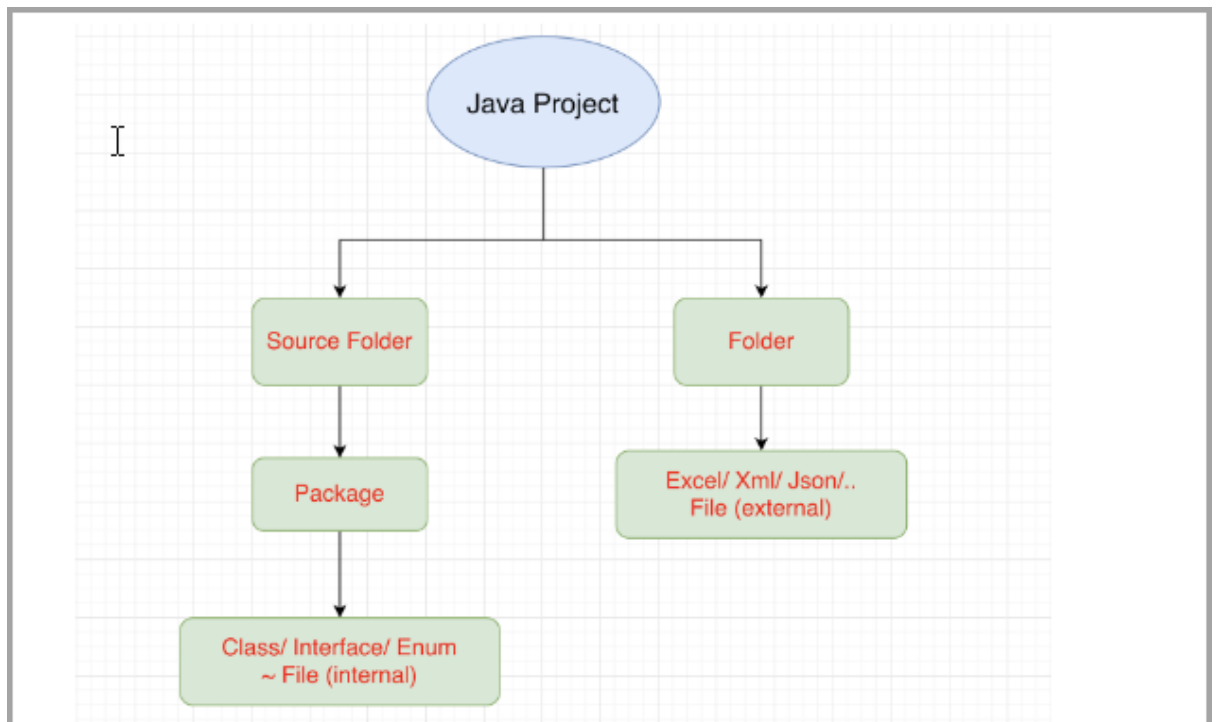 Java Project
Source Folder
Folder
Package
Excel/ Xml/ Json/..
File (external)
Class/ Interface/ Enum
~ File (internal)